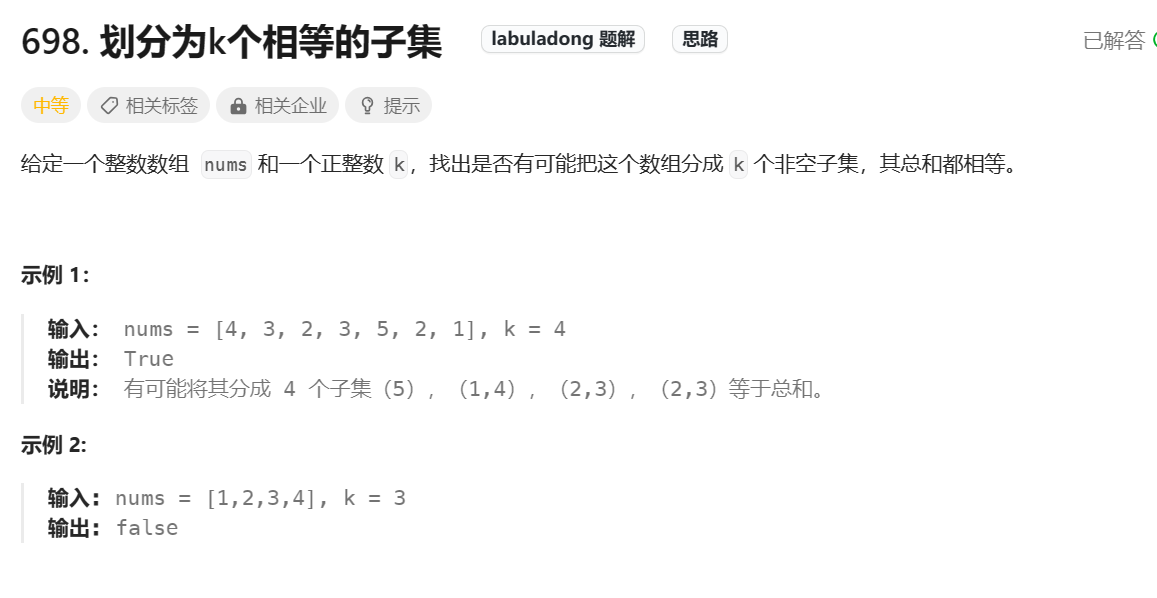 698. 划分为k个相等的子集 labuladong 题解 思路 已解答
中等 相关标签 相关企业 提示
给定一个整数数组 nums 和一个正整数 k，找出是否有可能把这个数组分成 k 个非空子集，其总和都相等。
示例 1：
输入： nums = [4, 3, 2, 3, 5, 2, 1], k = 4
输出： True
说明： 有可能将其分成 4 个子集（5），（1,4），（2,3），（2,3）等于总和。
示例 2:
输入: nums = [1,2,3,4], k = 3
输出: false